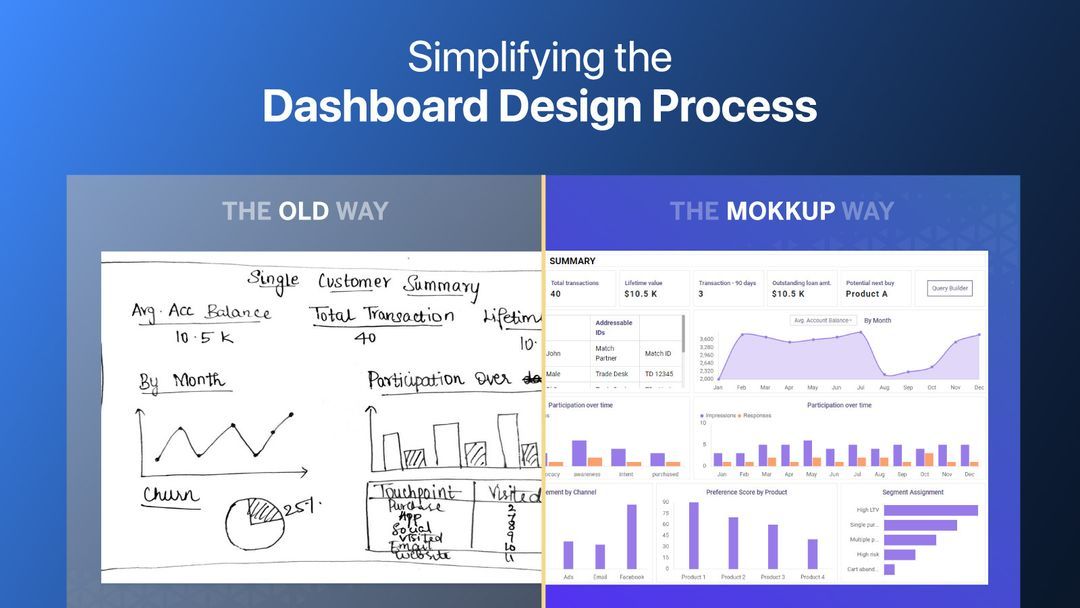 Simplifying the
Dashboard Design Process
THE OLD WAY
Single Customer Summary
Avg. Acc Balance
10.5 K
Total Transaction
40
Lifetim
10.
By Month
Participation over
Churn
25%
Touchpoint Visited
Purchase 2
App 7
Social 8
Visited 9
Email 10
Website 11
THE MOKKUP WAY
SUMMARY
Total transactions
40
Lifetime value
$10.5 K
Transaction - 90 days
3
Outstanding loan amt.
$10.5 K
Potential next buy
Product A
Query Builder
Addressable
IDs
John Match Partner Match ID
Male Trade Desk TD 12345
Avg. Account Balance
By Month
3,600
3,280
2,960
2,640
2,320
2,000
Jan Feb Mar Apr May Jun Jul Aug Sep Oct Nov Dec
Participation over time
awareness intent purchased
Participation over time
Impressions Responses
10
5
0
Jan Feb Mar Apr May Jun Jul Aug Sep Oct Nov Dec
ement by Channel
Ads Email Facebook
Preference Score by Product
90
75
60
45
30
15
0
Product 1 Product 2 Product 3 Product 4
Segment Assignment
High LTV
Single pur...
Multiple p...
High risk
Cart aband...